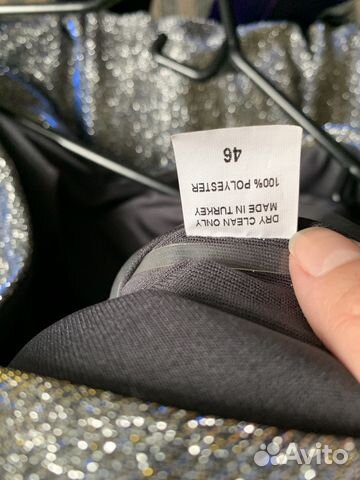 46
100% POLYESTER
MADE IN TURKEY
DRY CLEAN ONLY
Avito